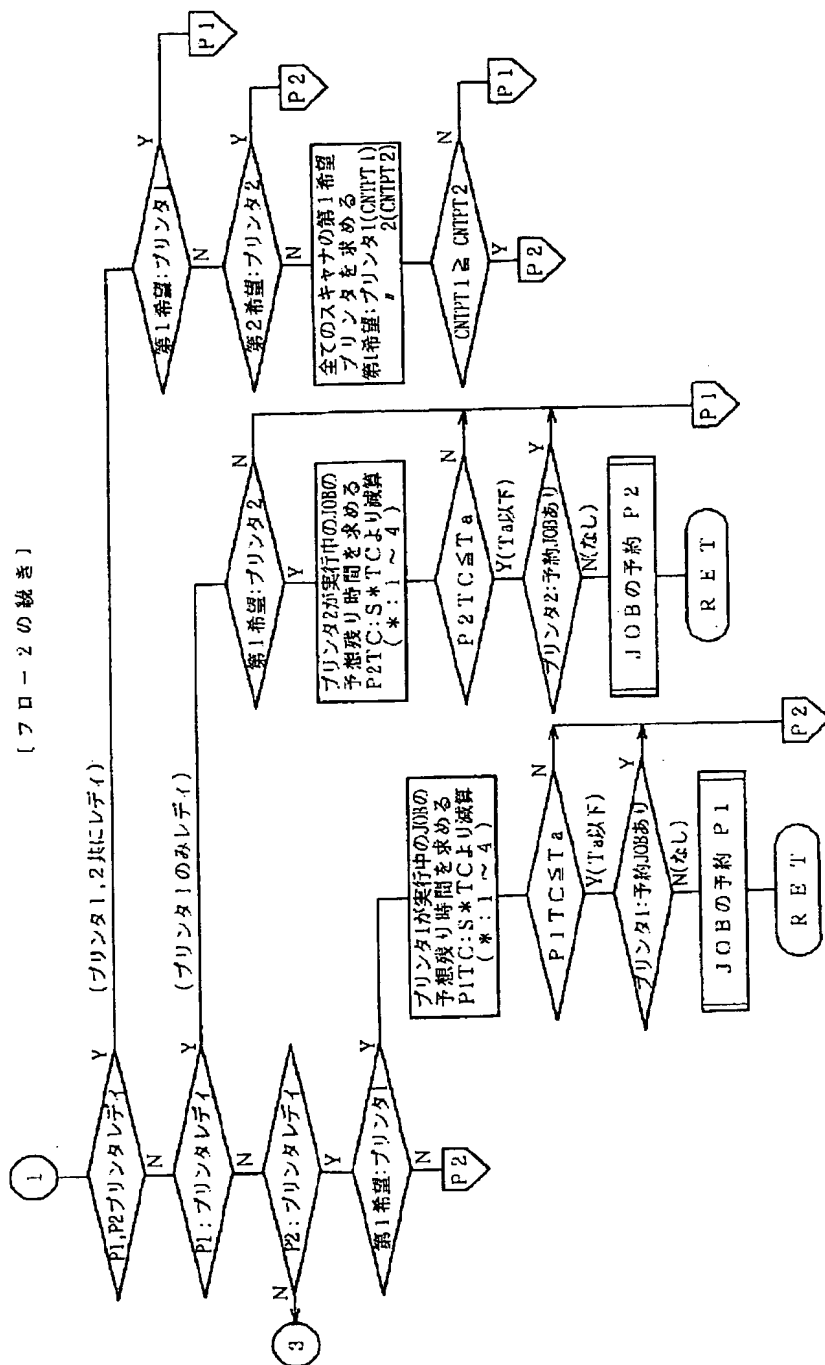 [フロー2の続き]
1
P1,P2プリンタレディ
Y
(プリンタ1,2共にレディ)
N
第1希望:プリンタ1
Y
P1
N
第2希望:プリンタ2
Y
P2
N
全てのスキャナの第1希望
プリンタを求める
第1希望:プリンタ1(CNTPT1)
〃 2(CNTPT2)
CNTPT1≧CNTPT2
N
P1
Y
P2
P1:プリンタレディ
Y
(プリンタ1のみレディ)
N
第1希望:プリンタ2
N
Y
プリンタ2が実行中のJOBの
予想残り時間を求める
P2TC:S*TCより減算
(*:1~4)
P2TC≦Ta
N
Y(Ta以下)
プリンタ2:予約JOBあり
Y
P1
N(なし)
JOBの予約 P2
RET
P2:プリンタレディ
N
3
Y
第1希望:プリンタ1
Y
N
P2
プリンタ1が実行中のJOBの
予想残り時間を求める
P1TC:S*TCより減算
(*:1~4)
P1TC≦Ta
N
Y(Ta以下)
プリンタ1:予約JOBあり
Y
P2
N(なし)
JOBの予約 P1
RET